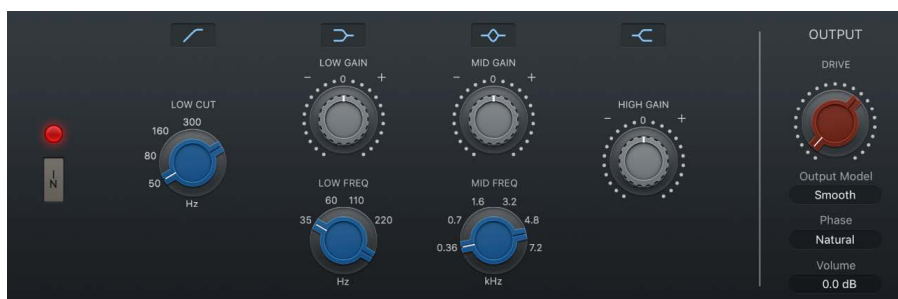 OUTPUT
LOW GAIN
- 0 +
MID GAIN
- 0 +
DRIVE
LOW CUT
50
80
160
300
Hz
HIGH GAIN
- 0 +
IN
LOW FREQ
35
60
110
220
Hz
MID FREQ
0.36
0.7
1.6
3.2
4.8
7.2
kHz
Output Model
Smooth
Phase
Natural
Volume
0.0 dB